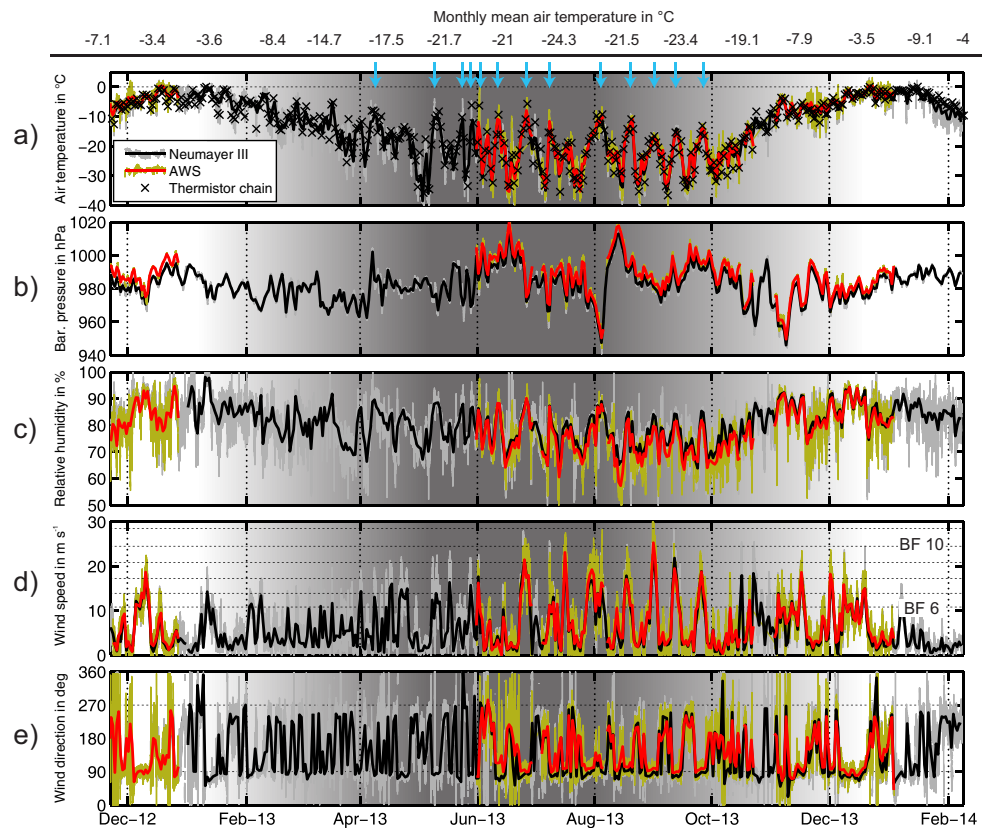 Monthly mean air temperature in °C
-7.1 -3.4 -3.6 -8.4 -14.7 -17.5 -21.7 -21 -24.3 -21.5 -23.4 -19.1 -7.9 -3.5 -9.1 -4
a)
Air temperature in °C
0
−10
−20
−30
−40
Neumayer III
AWS
Thermistor chain
b)
Bar. pressure in hPa
1020
1000
980
960
940
c)
Relative humidity in %
100
90
80
70
60
50
d)
Wind speed in m s⁻¹
30
20
10
0
BF 10
BF 6
e)
Wind direction in deg
360
270
180
90
0
Dec−12 Feb−13 Apr−13 Jun−13 Aug−13 Oct−13 Dec−13 Feb−14